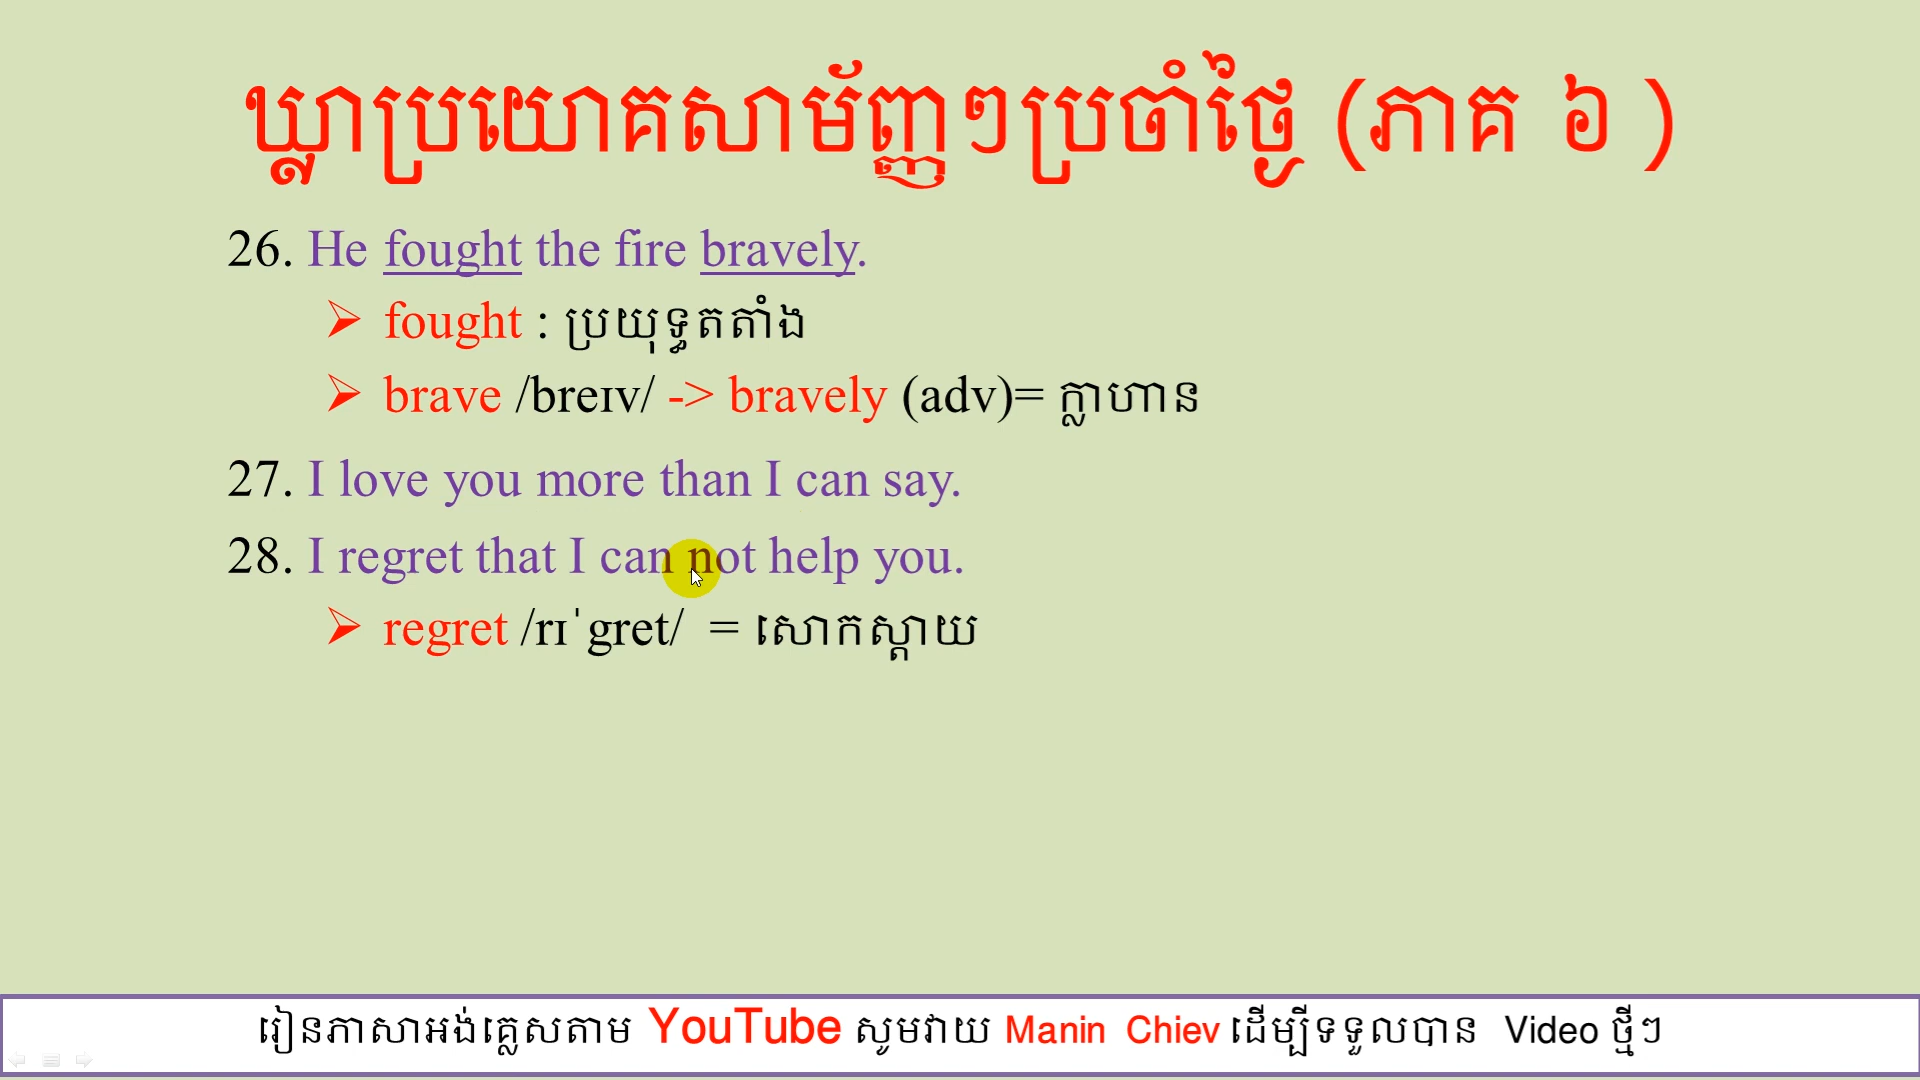 ឃ្លាប្រយោគសាម័ញ្ញៗប្រចាំថ្ងៃ (ភាគ ៦ )
26. He fought the fire bravely.
➢ fought : ប្រយុទ្ធតតាំង
➢ brave /breɪv/ -> bravely (adv)= ក្លាហាន
27. I love you more than I can say.
28. I regret that I can not help you.
➢ regret /rɪˈgret/ = សោកស្តាយ
រៀនភាសាអង់គ្លេសតាម YouTube សូមវាយ Manin Chiev ដើម្បីទទួលបាន Video ថ្មីៗ